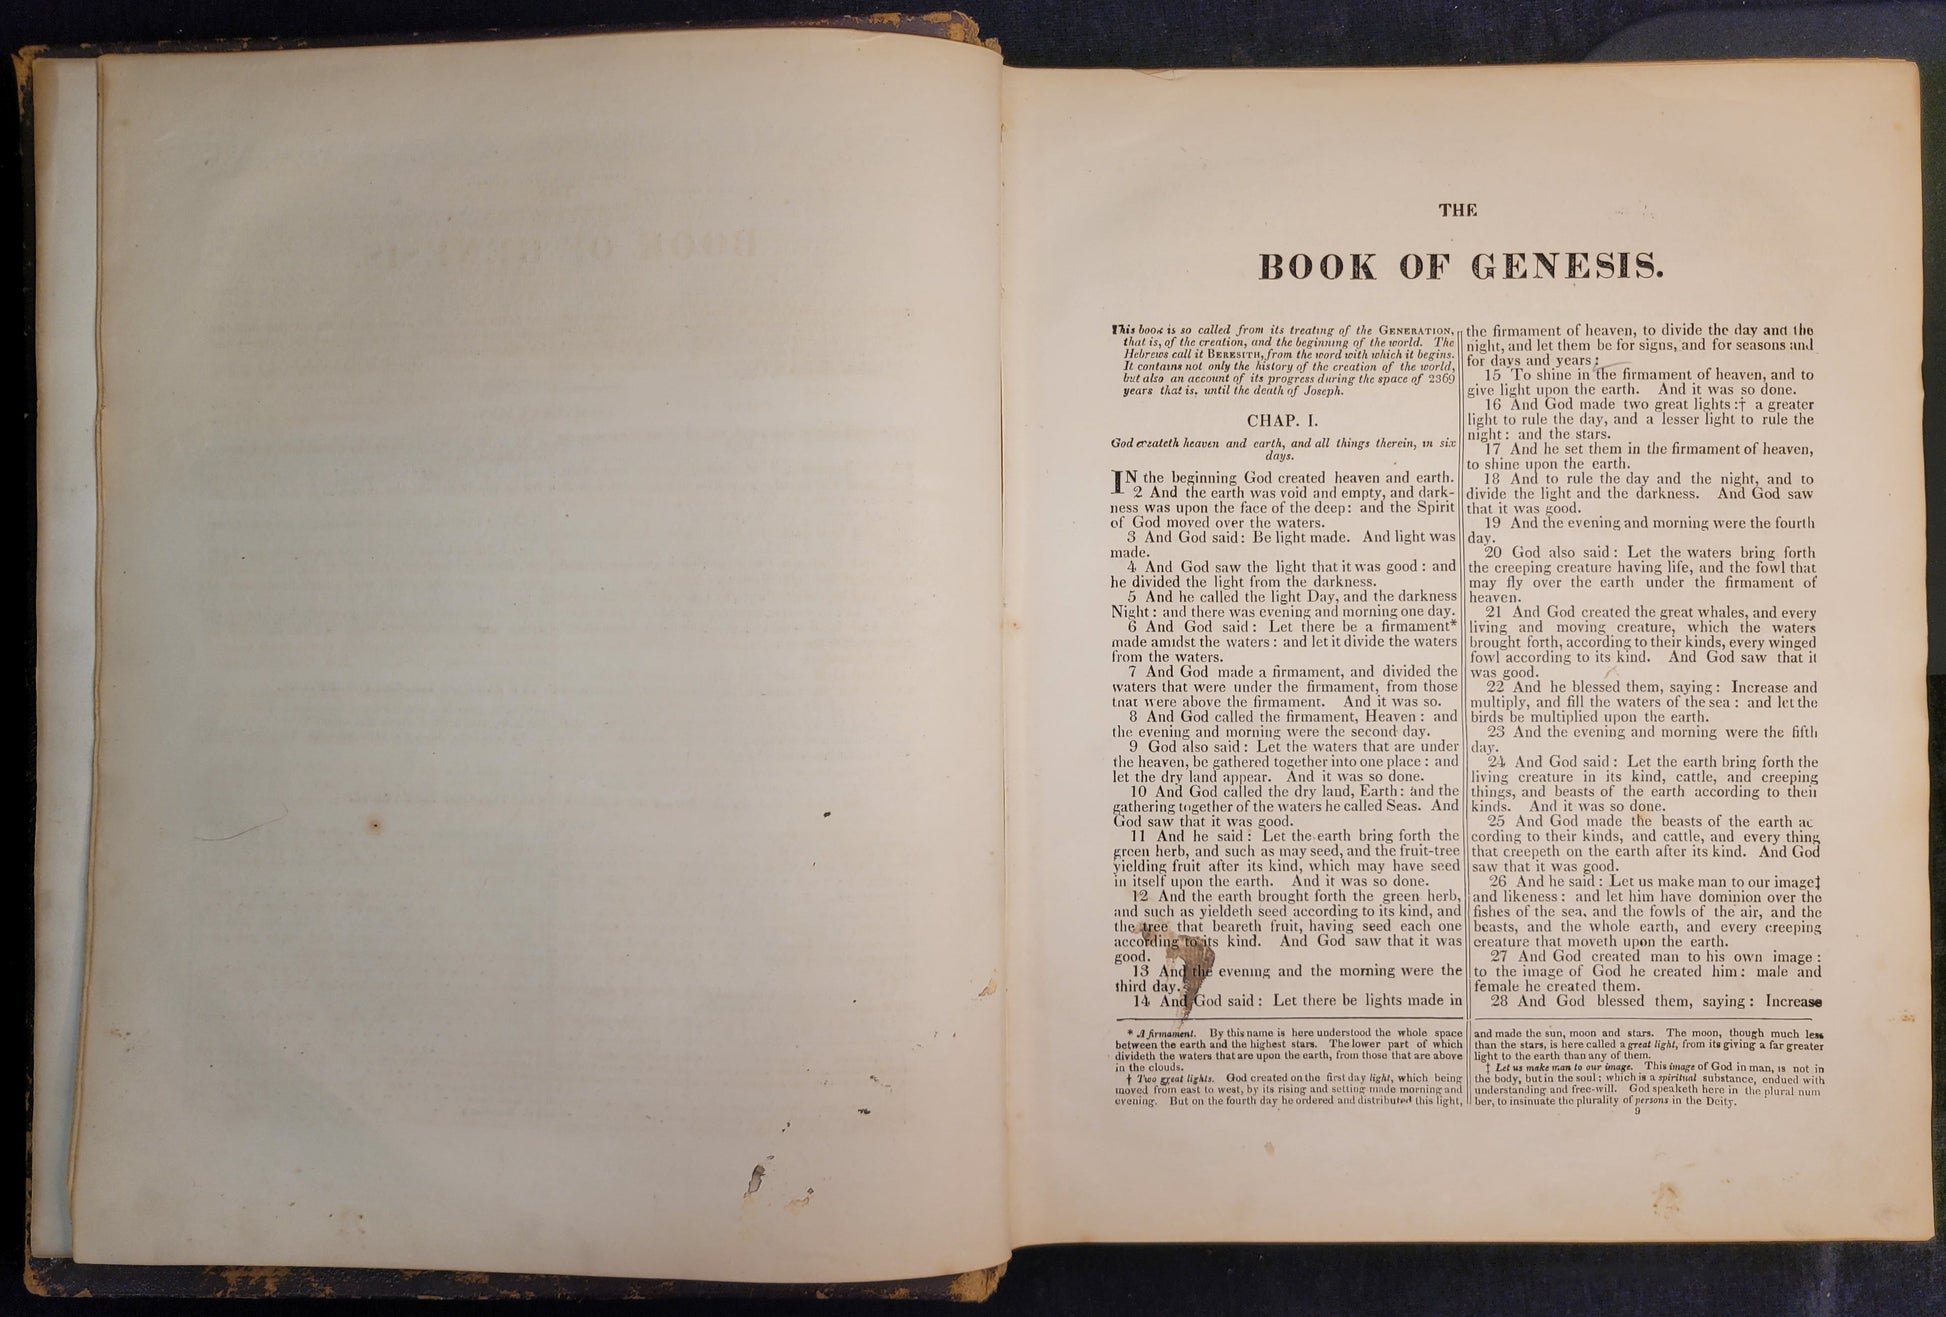 THE
BOOK OF GENESIS.
This book is so called from its treating of the GENERATION,
that is, of the creation, and the beginning of the world. The
Hebrews call it BERESITH, from the word with which it begins.
It contains not only the history of the creation of the world,
but also an account of its progress during the space of 2369
years that is, until the death of Joseph.
CHAP. I.
God createth heaven and earth, and all things therein, in six
days.
IN the beginning God created heaven and earth.
2 And the earth was void and empty, and dark-
ness was upon the face of the deep: and the Spirit
of God moved over the waters.
3 And God said: Be light made. And light was
made.
4 And God saw the light that it was good: and
he divided the light from the darkness.
5 And he called the light Day, and the darkness
Night: and there was evening and morning one day.
6 And God said: Let there be a firmament*
made amidst the waters: and let it divide the waters
from the waters.
7 And God made a firmament, and divided the
waters that were under the firmament, from those
that were above the firmament. And it was so.
8 And God called the firmament, Heaven: and
the evening and morning were the second day.
9 God also said: Let the waters that are under
the heaven, be gathered together into one place: and
let the dry land appear. And it was so done.
10 And God called the dry land, Earth: and the
gathering together of the waters he called Seas. And
God saw that it was good.
11 And he said: Let the earth bring forth the
green herb, and such as may seed, and the fruit-tree
yielding fruit after its kind, which may have seed
in itself upon the earth. And it was so done.
12 And the earth brought forth the green herb,
and such as yieldeth seed according to its kind, and
the tree that beareth fruit, having seed each one
according to its kind. And God saw that it was
good.
13 And the evening and the morning were the
third day.
14 And God said: Let there be lights made in
* A firmament. By this name is here understood the whole space
between the earth and the highest stars. The lower part of which
divideth the waters that are upon the earth, from those that are above
in the clouds.
† Two great lights. God created on the first day light, which being
moved from east to west, by its rising and setting made morning and
evening. But on the fourth day he ordered and distributed this light,
the firmament of heaven, to divide the day and the
night, and let them be for signs, and for seasons and
for days and years:
15 To shine in the firmament of heaven, and to
give light upon the earth. And it was so done.
16 And God made two great lights:† a greater
light to rule the day, and a lesser light to rule the
night: and the stars.
17 And he set them in the firmament of heaven,
to shine upon the earth.
18 And to rule the day and the night, and to
divide the light and the darkness. And God saw
that it was good.
19 And the evening and morning were the fourth
day.
20 God also said: Let the waters bring forth
the creeping creature having life, and the fowl that
may fly over the earth under the firmament of
heaven.
21 And God created the great whales, and every
living and moving creature, which the waters
brought forth, according to their kinds, every winged
fowl according to its kind. And God saw that it
was good.
22 And he blessed them, saying: Increase and
multiply, and fill the waters of the sea: and let the
birds be multiplied upon the earth.
23 And the evening and morning were the fifth
day.
24 And God said: Let the earth bring forth the
living creature in its kind, cattle, and creeping
things, and beasts of the earth according to their
kinds. And it was so done.
25 And God made the beasts of the earth ac
cording to their kinds, and cattle, and every thing
that creepeth on the earth after its kind. And God
saw that it was good.
26 And he said: Let us make man to our image‡
and likeness: and let him have dominion over the
fishes of the sea, and the fowls of the air, and the
beasts, and the whole earth, and every creeping
creature that moveth upon the earth.
27 And God created man to his own image:
to the image of God he created him: male and
female he created them.
28 And God blessed them, saying: Increase
and made the sun, moon and stars. The moon, though much less
than the stars, is here called a great light, from its giving a far greater
light to the earth than any of them.
‡ Let us make man to our image. This image of God in man, is not in
the body, but in the soul; which is a spiritual substance, endued with
understanding and free-will. God speaketh here in the plural num
ber, to insinuate the plurality of persons in the Deity.
9